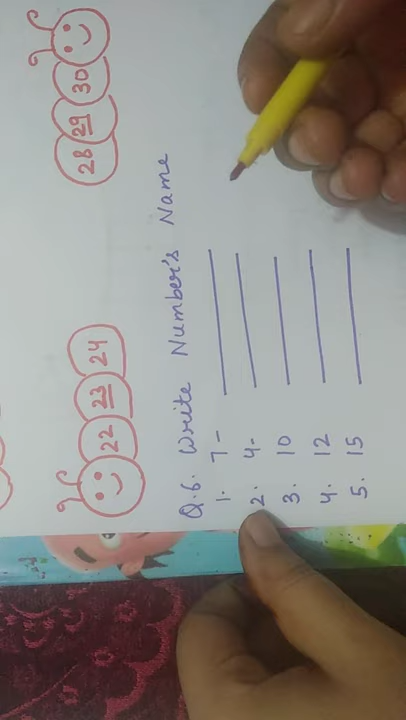 22 23 24
28 29 30
Q.6. Write Number's Name
1. 7 -
2. 4 -
3. 10
4. 12
5. 15